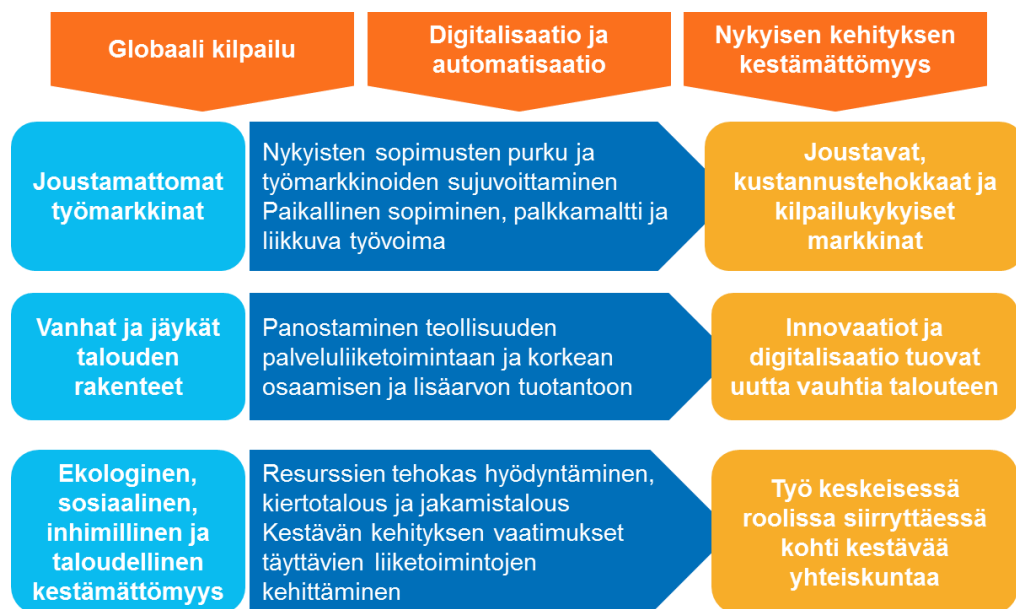 Globaali kilpailu
Digitalisaatio ja
automatisaatio
Nykyisen kehityksen
kestämättömyys
Joustamattomat
työmarkkinat
Nykyisten sopimusten purku ja
työmarkkinoiden sujuvoittaminen
Paikallinen sopiminen, palkkamaltti ja
liikkuva työvoima
Joustavat,
kustannustehokkaat ja
kilpailukykyiset
markkinat
Vanhat ja jäykät
talouden
rakenteet
Panostaminen teollisuuden
palveluliiketoimintaan ja korkean
osaamisen ja lisäarvon tuotantoon
Innovaatiot ja
digitalisaatio tuovat
uutta vauhtia talouteen
Ekologinen,
sosiaalinen,
inhimillinen ja
taloudellinen
kestämättömyys
Resurssien tehokas hyödyntäminen,
kiertotalous ja jakamistalous
Kestävän kehityksen vaatimukset
täyttävien liiketoimintojen
kehittäminen
Työ keskeisessä
roolissa siirryttäessä
kohti kestävää
yhteiskuntaa